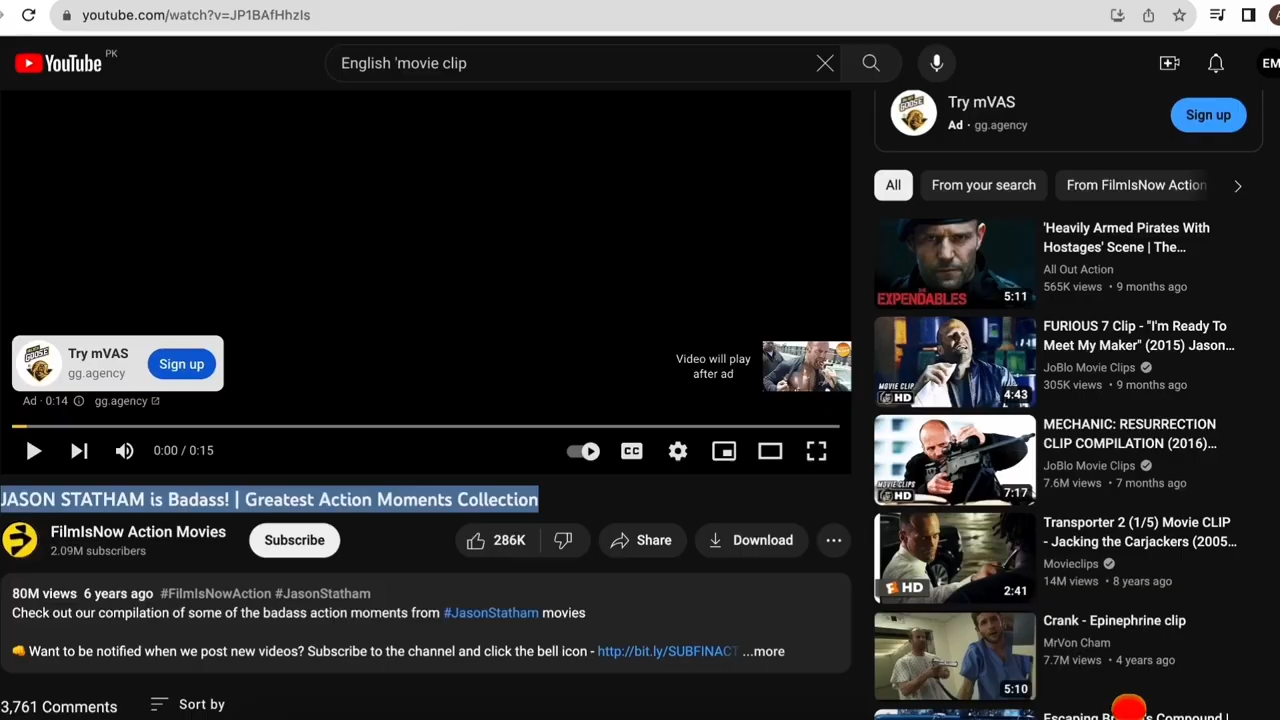 youtube.com/watch?v=JP1BAfHhzIs
YouTube PK
English 'movie clip
EM
Try mVAS
Ad · gg.agency
Sign up
All
From your search
From FilmIsNow Action
'Heavily Armed Pirates With
Hostages' Scene | The...
All Out Action
565K views • 9 months ago
THE EXPENDABLES
5:11
FURIOUS 7 Clip - "I'm Ready To
Meet My Maker" (2015) Jason...
JoBlo Movie Clips
305K views • 9 months ago
MOVIE CLIP
HD
4:43
MECHANIC: RESURRECTION
CLIP COMPILATION (2016)...
JoBlo Movie Clips
7.6M views • 7 months ago
MOVIE CLIPS
HD
7:17
Transporter 2 (1/5) Movie CLIP
- Jacking the Carjackers (2005...
Movieclips
14M views • 8 years ago
HD
2:41
Crank - Epinephrine clip
MrVon Cham
7.7M views • 4 years ago
5:10
Compound |
Try mVAS
gg.agency
Sign up
Ad · 0:14
gg.agency
Video will play
after ad
0:00 / 0:15
CC
JASON STATHAM is Badass! | Greatest Action Moments Collection
FilmIsNow Action Movies
2.09M subscribers
Subscribe
286K
Share
Download
80M views 6 years ago #FilmIsNowAction #JasonStatham
Check out our compilation of some of the badass action moments from #JasonStatham movies
Want to be notified when we post new videos? Subscribe to the channel and click the bell icon - http://bit.ly/SUBFINACT ...more
3,761 Comments
Sort by